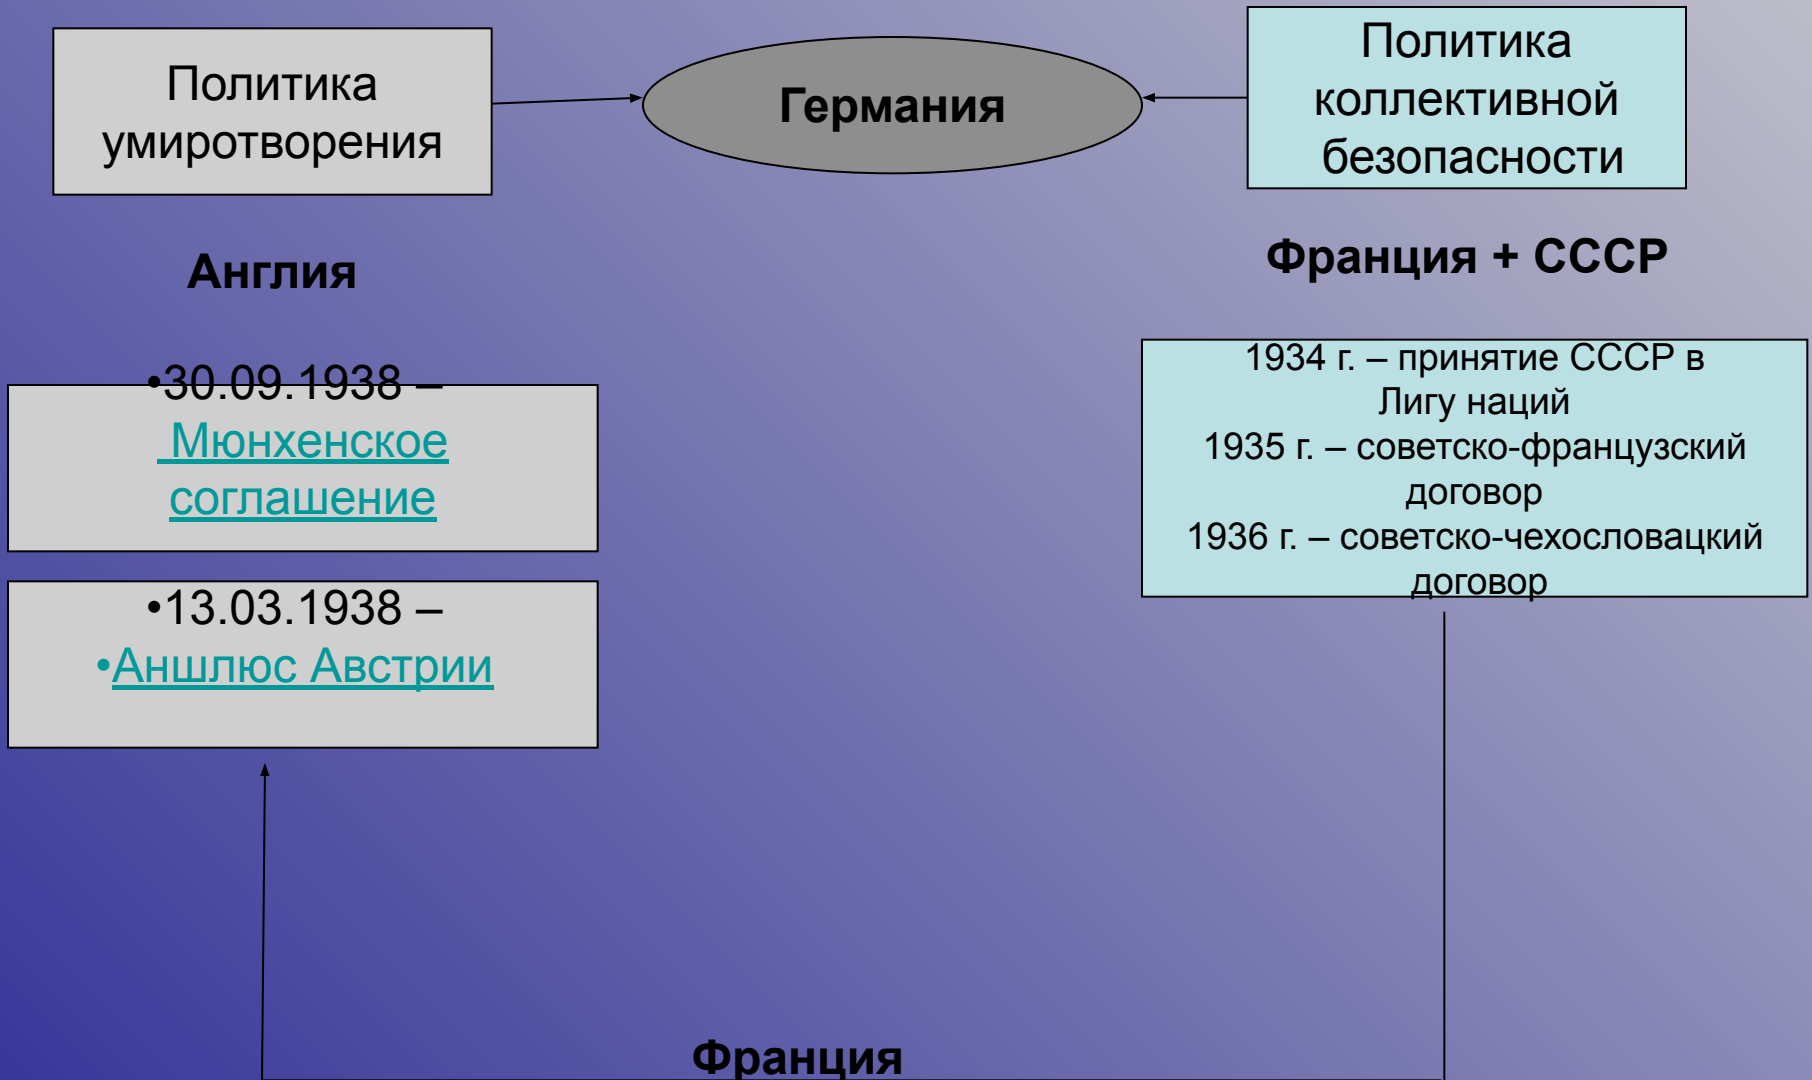 Политика
умиротворения
Германия
Политика
коллективной
безопасности
Англия
Франция + СССР
•30.09.1938 –
Мюнхенское
соглашение
•13.03.1938 –
•Аншлюс Австрии
1934 г. – принятие СССР в
Лигу наций
1935 г. – советско-французский
договор
1936 г. – советско-чехословацкий
договор
Франция